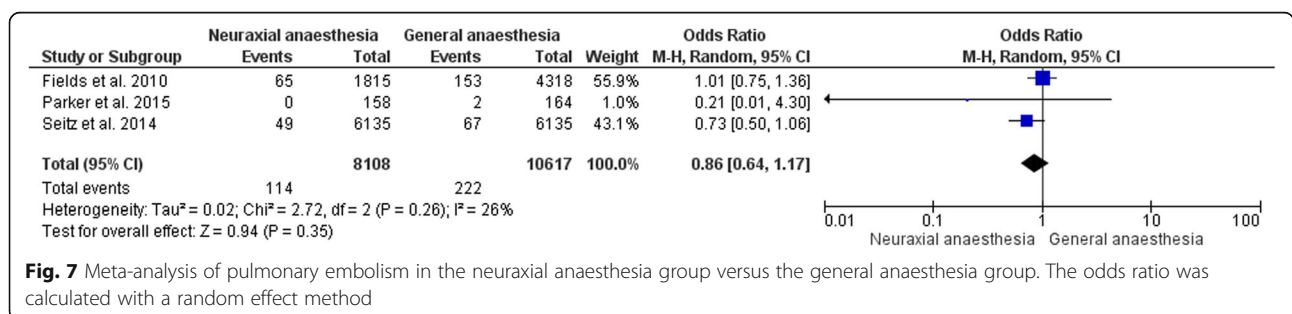 Neuraxial anaesthesia General anaesthesia Odds Ratio Odds Ratio
Study or Subgroup Events Total Events Total Weight M-H, Random, 95% CI M-H, Random, 95% CI
Fields et al. 2010 65 1815 153 4318 55.9% 1.01 [0.75, 1.36]
Parker et al. 2015 0 158 2 164 1.0% 0.21 [0.01, 4.30]
Seitz et al. 2014 49 6135 67 6135 43.1% 0.73 [0.50, 1.06]
Total (95% CI) 8108 10617 100.0% 0.86 [0.64, 1.17]
Total events 114 222
Heterogeneity: Tau² = 0.02; Chi² = 2.72, df = 2 (P = 0.26); I² = 26%
Test for overall effect: Z = 0.94 (P = 0.35)
0.01 0.1 1 10 100
Neuraxial anaesthesia General anaesthesia
Fig. 7 Meta-analysis of pulmonary embolism in the neuraxial anaesthesia group versus the general anaesthesia group. The odds ratio was
calculated with a random effect method